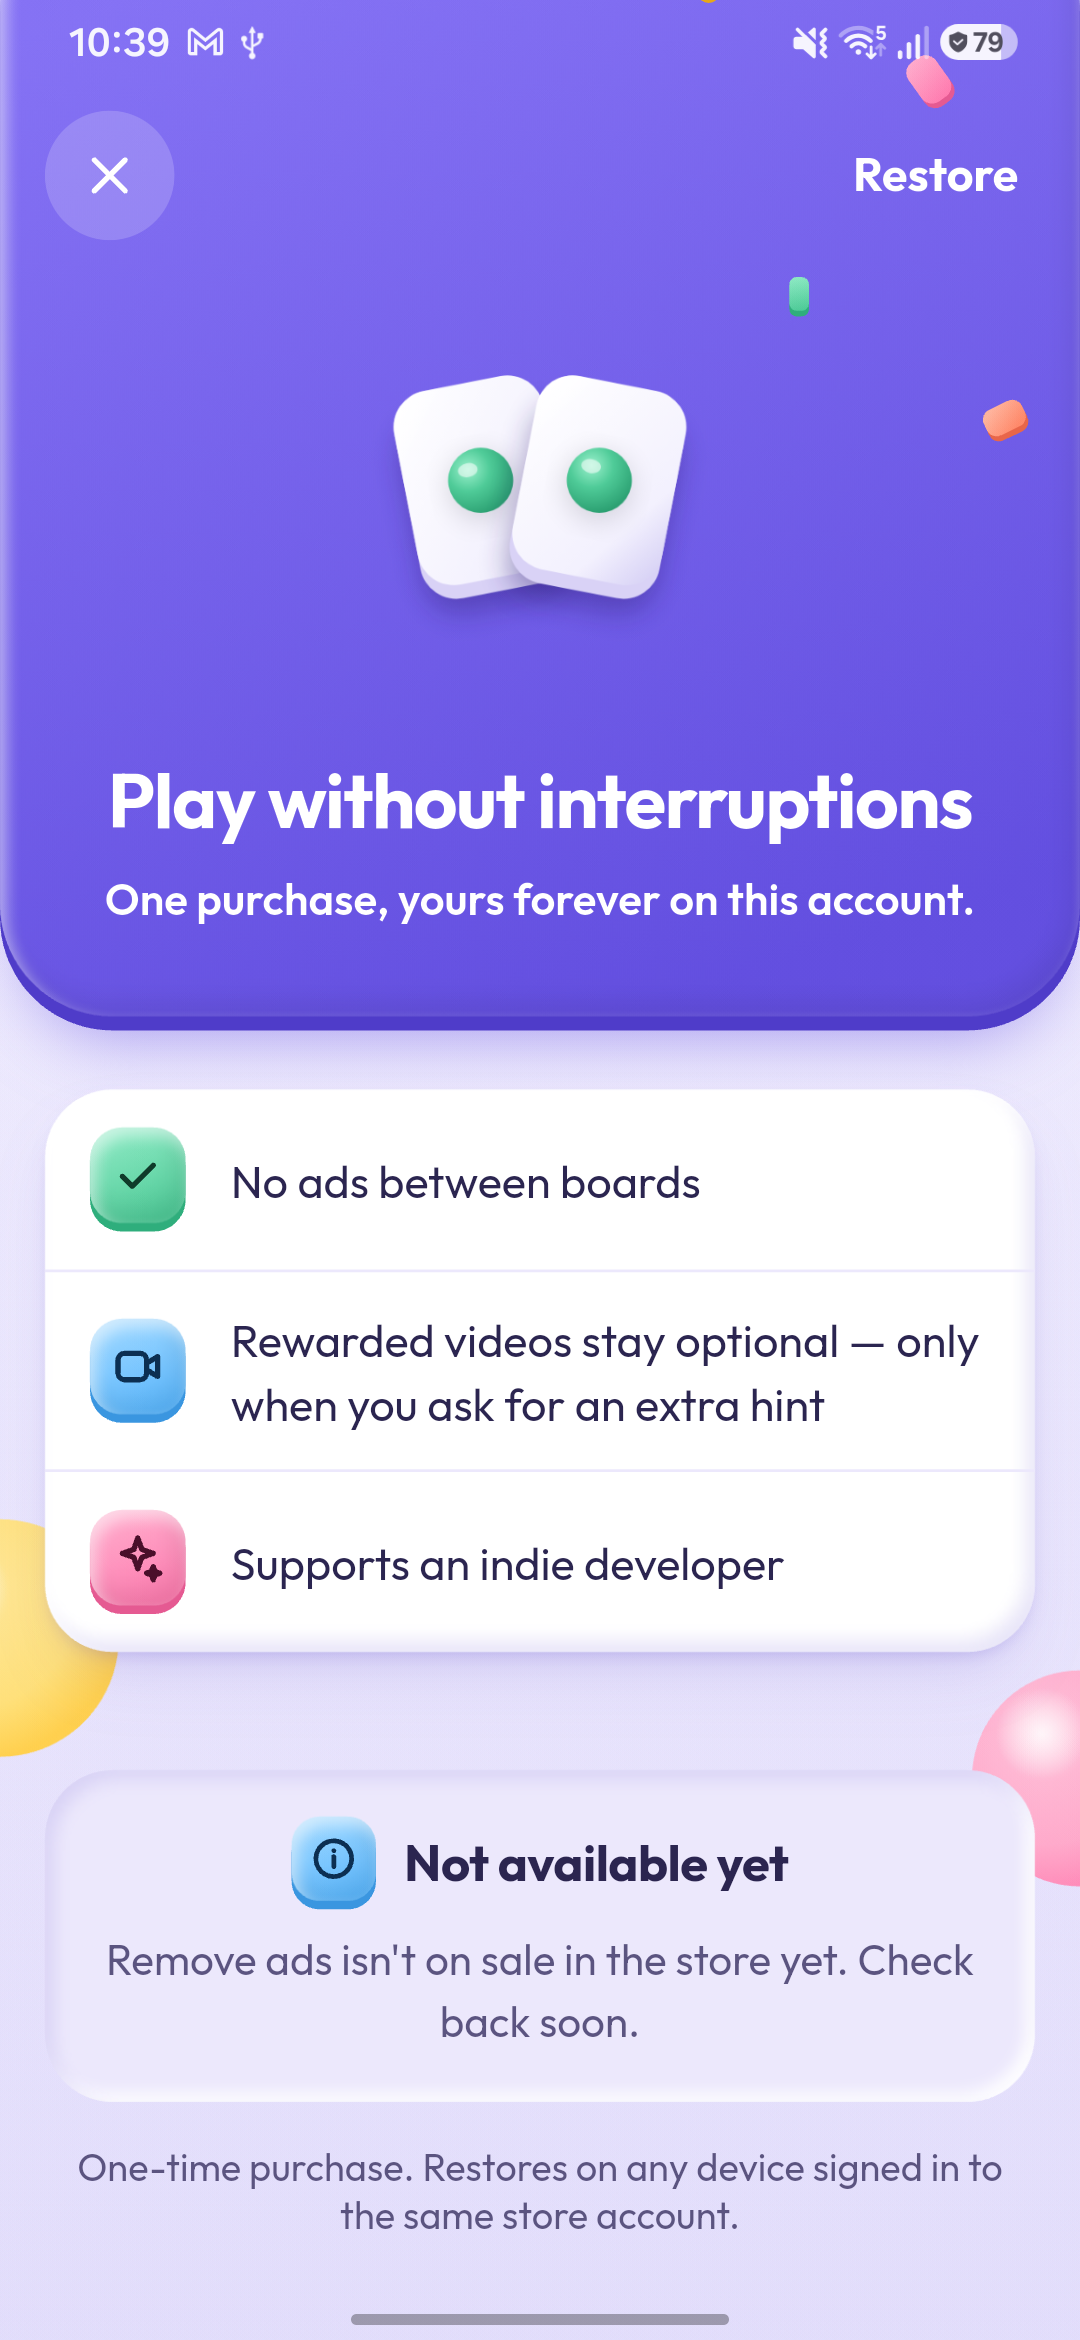 10:39
5
79
Restore
Play without interruptions
One purchase, yours forever on this account.
No ads between boards
Rewarded videos stay optional — only
when you ask for an extra hint
Supports an indie developer
Not available yet
Remove ads isn't on sale in the store yet. Check
back soon.
One-time purchase. Restores on any device signed in to
the same store account.